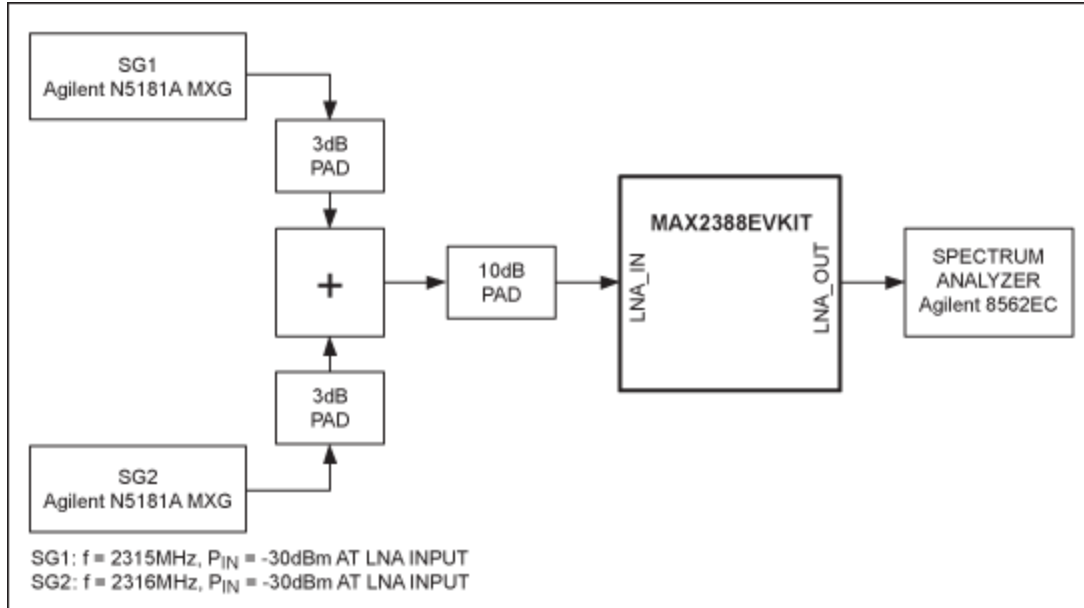 SG1
Agilent N5181A MXG
3dB
PAD
+
10dB
PAD
MAX2388EVKIT
LNA_IN
LNA_OUT
SPECTRUM
ANALYZER
Agilent 8562EC
3dB
PAD
SG2
Agilent N5181A MXG
SG1: f = 2315MHz, PIN = -30dBm AT LNA INPUT
SG2: f = 2316MHz, PIN = -30dBm AT LNA INPUT